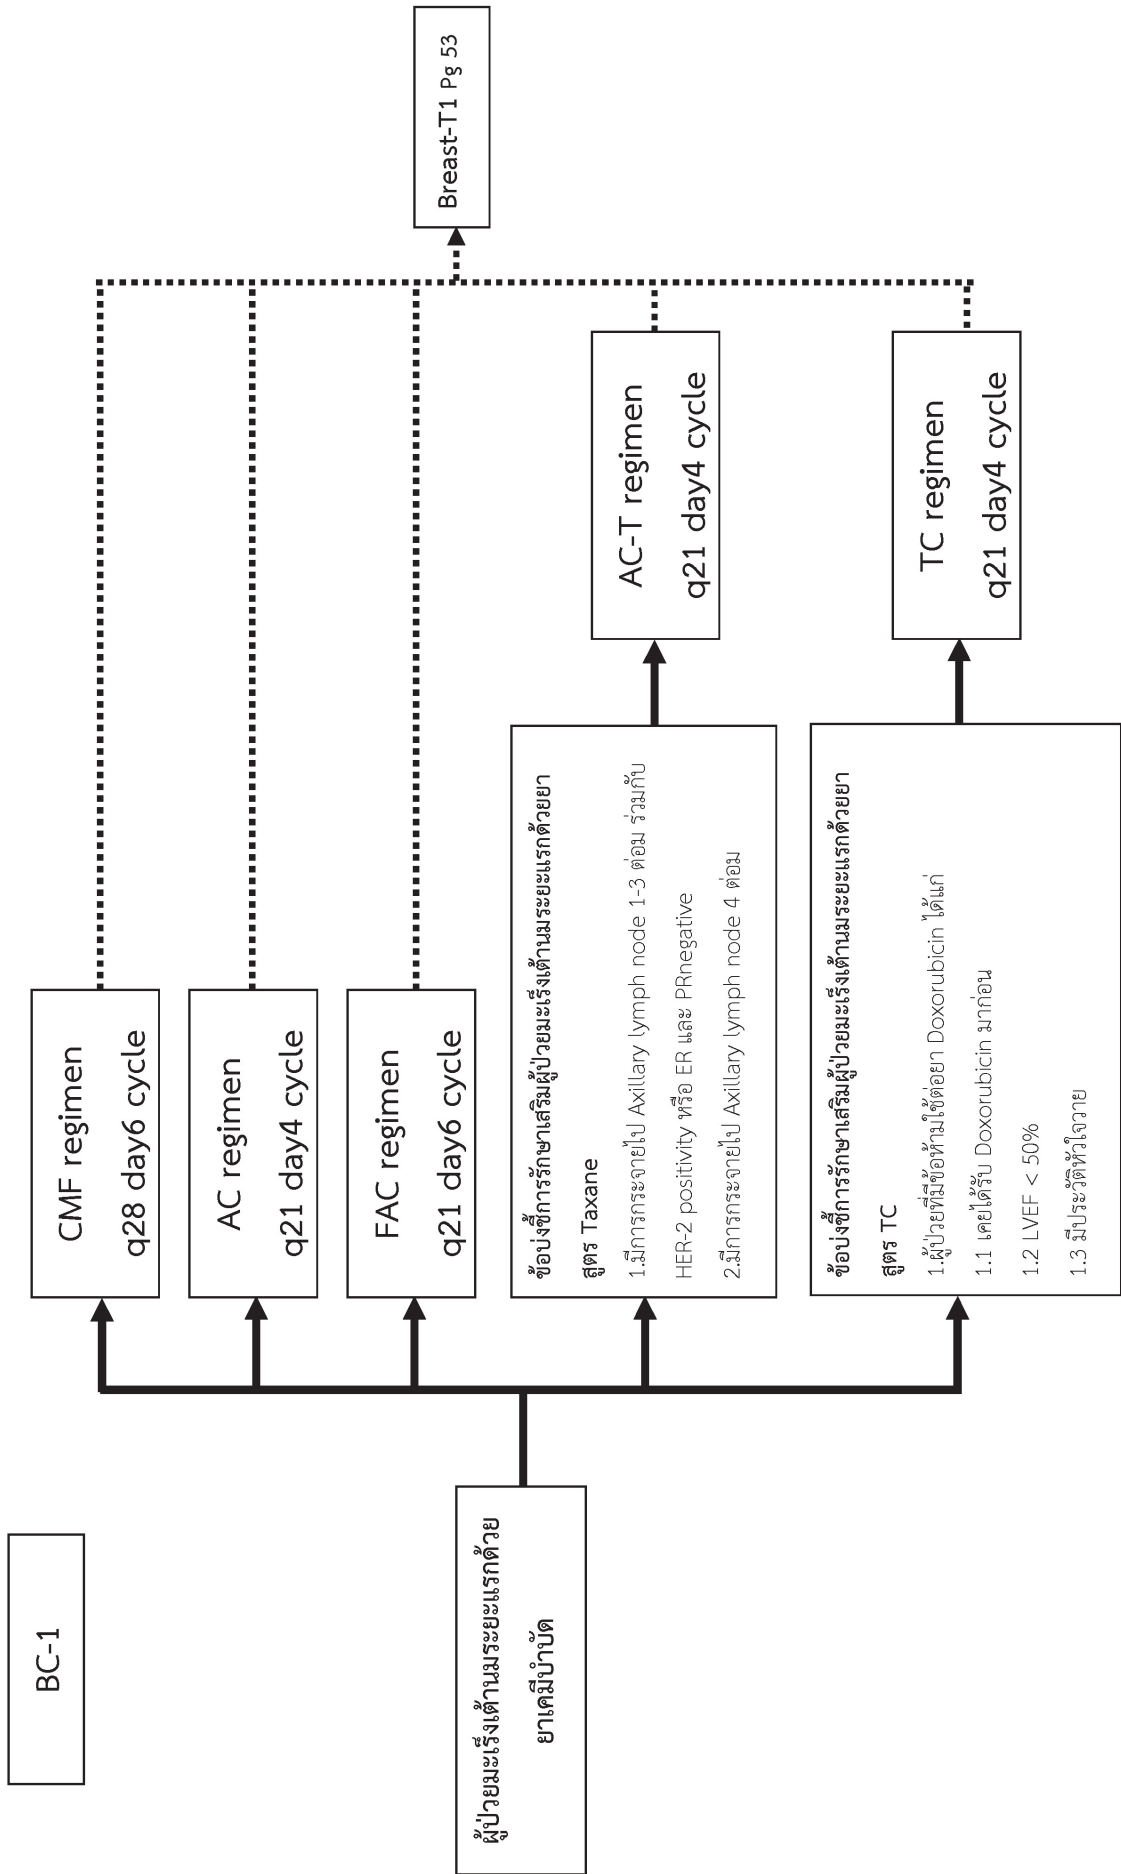 BC-1
ผู้ป่วยมะเร็งเต้านมระยะแรกด้วย
ยาเคมีบำบัด
CMF regimen
q28 day6 cycle
AC regimen
q21 day4 cycle
FAC regimen
q21 day6 cycle
ข้อบ่งชี้การรักษาเสริมผู้ป่วยมะเร็งเต้านมระยะแรกด้วยยา
สูตร Taxane
1.มีการกระจายไป Axillary lymph node 1-3 ต่อม ร่วมกับ
HER-2 positivity หรือ ER และ PRnegative
2.มีการกระจายไป Axillary lymph node 4 ต่อม
AC-T regimen
q21 day4 cycle
ข้อบ่งชี้การรักษาเสริมผู้ป่วยมะเร็งเต้านมระยะแรกด้วยยา
สูตร TC
1.ผู้ป่วยที่มีข้อห้ามใช้ต่อยา Doxorubicin ได้แก่
1.1 เคยได้รับ Doxorubicin มาก่อน
1.2 LVEF < 50%
1.3 มีประวัติหัวใจวาย
TC regimen
q21 day4 cycle
Breast-T1 Pg 53